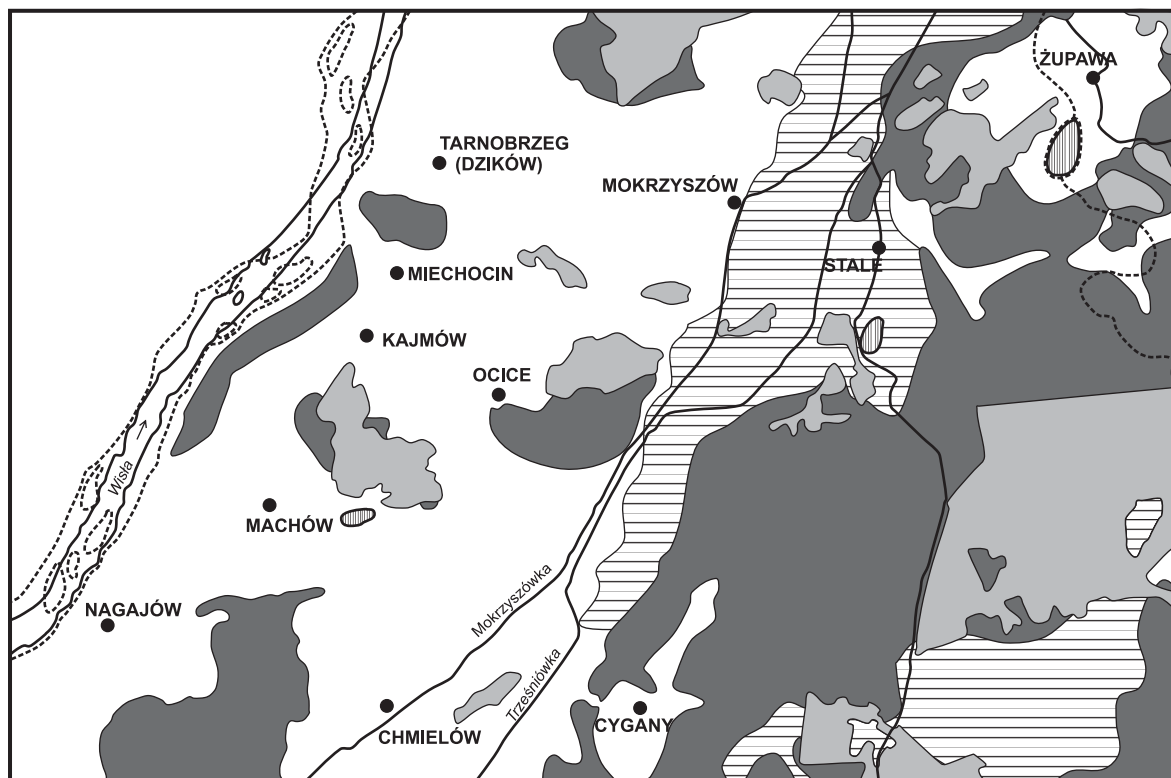 ŻUPAWA
TARNOBRZEG
(DZIKÓW)
MOKRZYSZÓW
STALE
MIECHOCIN
KAJMÓW
OCICE
Wisła
MACHÓW
NAGAJÓW
Mokrzyszówka
Trześniówka
CHMIELÓW
CYGANY